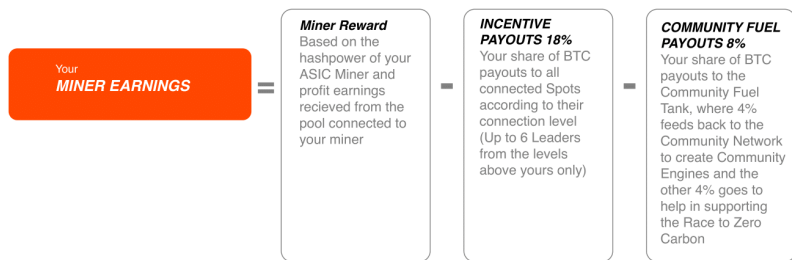 Your
MINER EARNINGS
=
Miner Reward
Based on the
hashpower of your
ASIC Miner and
profit earnings
recieved from the
pool connected to
your miner
-
INCENTIVE
PAYOUTS 18%
Your share of BTC
payouts to all
connected Spots
according to their
connection level
(Up to 6 Leaders
from the levels
above yours only)
-
COMMUNITY FUEL
PAYOUTS 8%
Your share of BTC
payouts to the
Community Fuel
Tank, where 4%
feeds back to the
Community Network
to create Community
Engines and the
other 4% goes to
help in supporting
the Race to Zero
Carbon